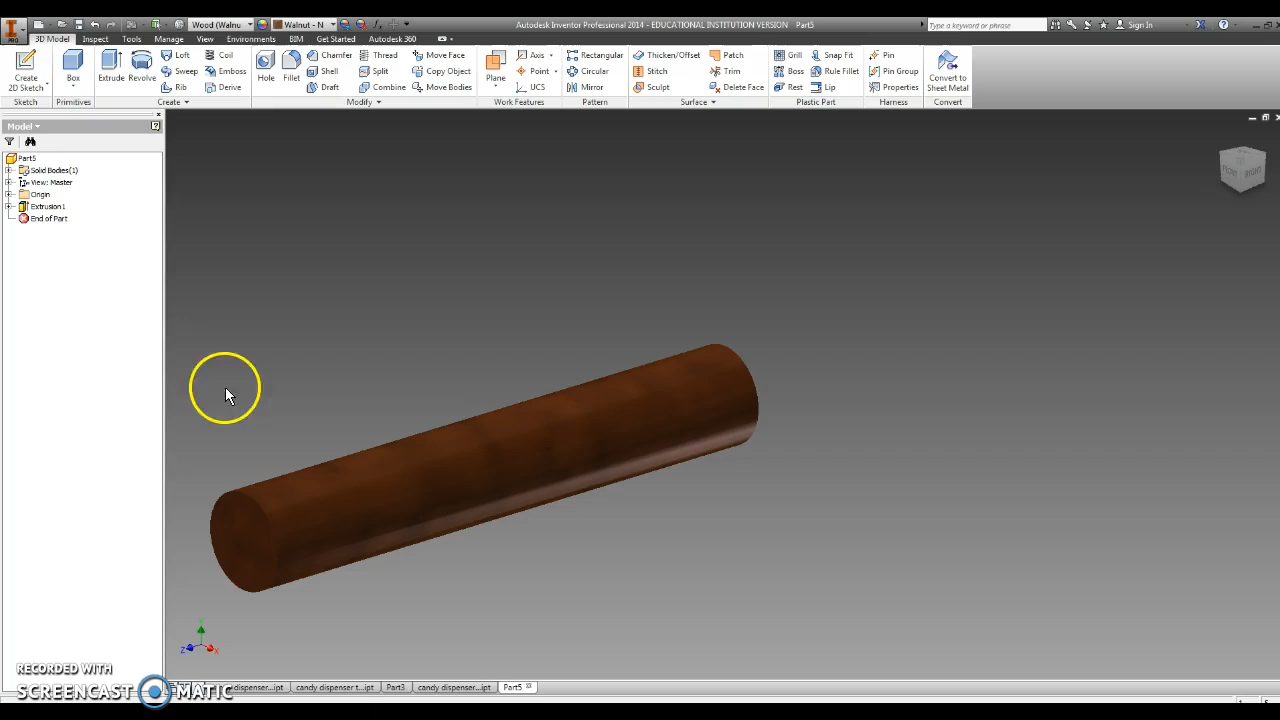 PRO
Wood (Walnu
Walnut - N
Autodesk Inventor Professional 2014 - EDUCATIONAL INSTITUTION VERSION Part5
Type a keyword or phrase
Sign In
3D Model Inspect Tools Manage View Environments BIM Get Started Autodesk 360
Create 2D Sketch
Box
Extrude
Revolve
Loft
Sweep
Rib
Coil
Emboss
Derive
Hole
Fillet
Chamfer
Shell
Draft
Thread
Split
Combine
Move Face
Copy Object
Move Bodies
Plane
Axis
Point
UCS
Rectangular
Circular
Mirror
Thicken/Offset
Stitch
Sculpt
Patch
Trim
Delete Face
Grill
Boss
Rest
Snap Fit
Rule Fillet
Lip
Pin
Pin Group
Properties
Convert to Sheet Metal
Sketch Primitives Create Modify Work Features Pattern Surface Plastic Part Harness Convert
Model
Part5
Solid Bodies(1)
View: Master
Origin
Extrusion1
End of Part
RIGHT
Y
Z
X
RECORDED WITH
SCREENCAST MATIC
dispenser...ipt
candy dispenser t...ipt
Part3
candy dispenser...ipt
Part5